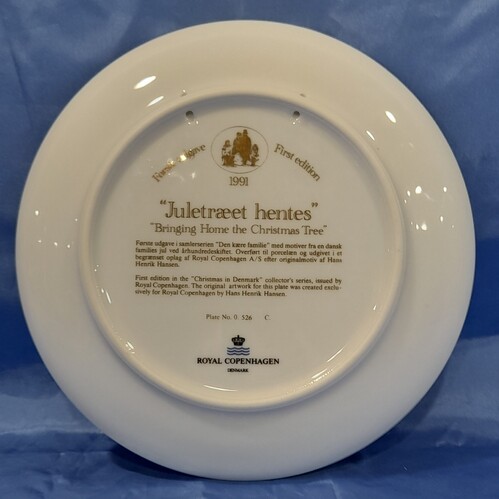 Første udgave First edition
1991
"Juletræet hentes"
"Bringing Home the Christmas Tree"
Første udgave i samlerserien "Den kære familie" med motiver fra en dansk
families jul ved århundredeskiftet. Overført til porcelæn og udgivet i et
begrænset oplag af Royal Copenhagen A/S efter originalmotiv af Hans
Henrik Hansen.
First edition in the "Christmas in Denmark" collector's series, issued by
Royal Copenhagen. The original artwork for this plate was created exclu-
sively for Royal Copenhagen by Hans Henrik Hansen.
Plate No. 0. 526 C.
ROYAL COPENHAGEN
DENMARK